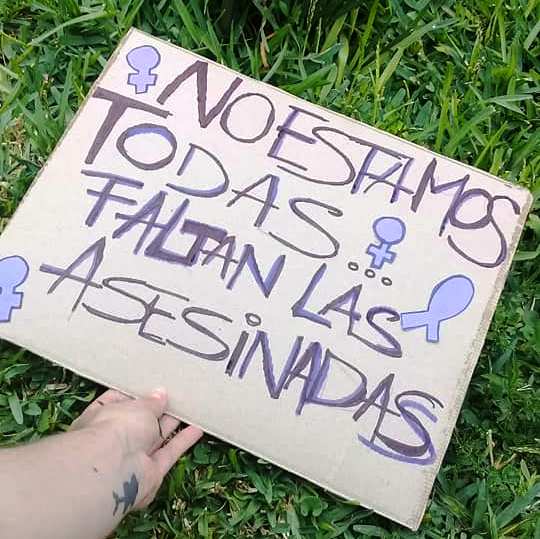 NO ESTAMOS
TODAS...
FALTAN LAS
ASESINADAS